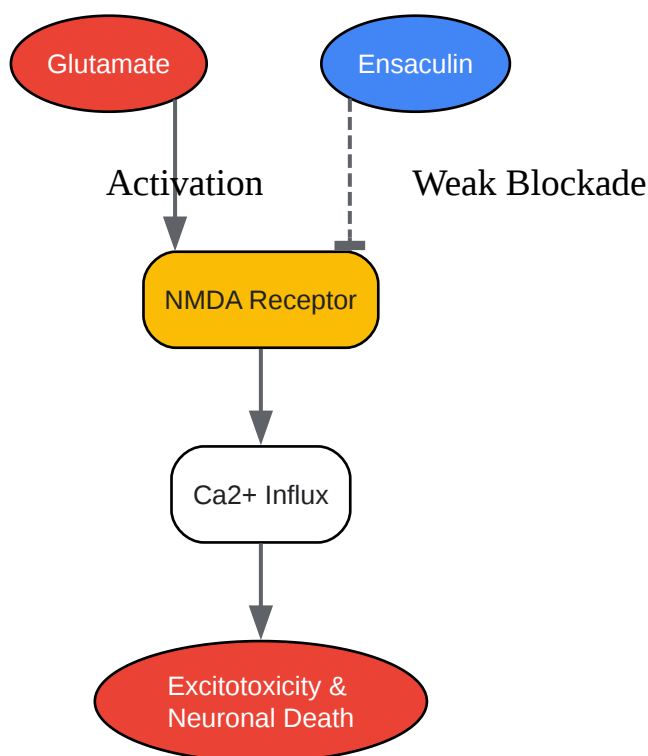 Glutamate
Ensaculin
Activation
Weak Blockade
NMDA Receptor
Ca2+ Influx
Excitotoxicity &
Neuronal Death